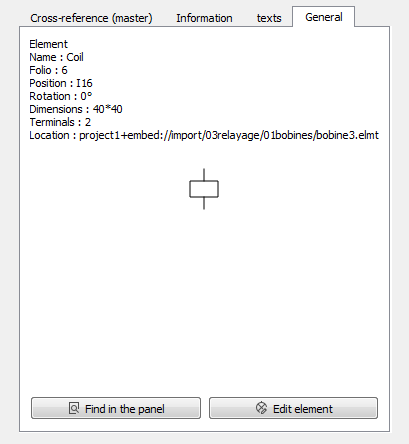 Cross-reference (master) Information texts General
Element
Name : Coil
Folio : 6
Position : I16
Rotation : 0°
Dimensions : 40*40
Terminals : 2
Location : project1+embed://import/03relayage/01bobines/bobine3.elmt
Find in the panel Edit element